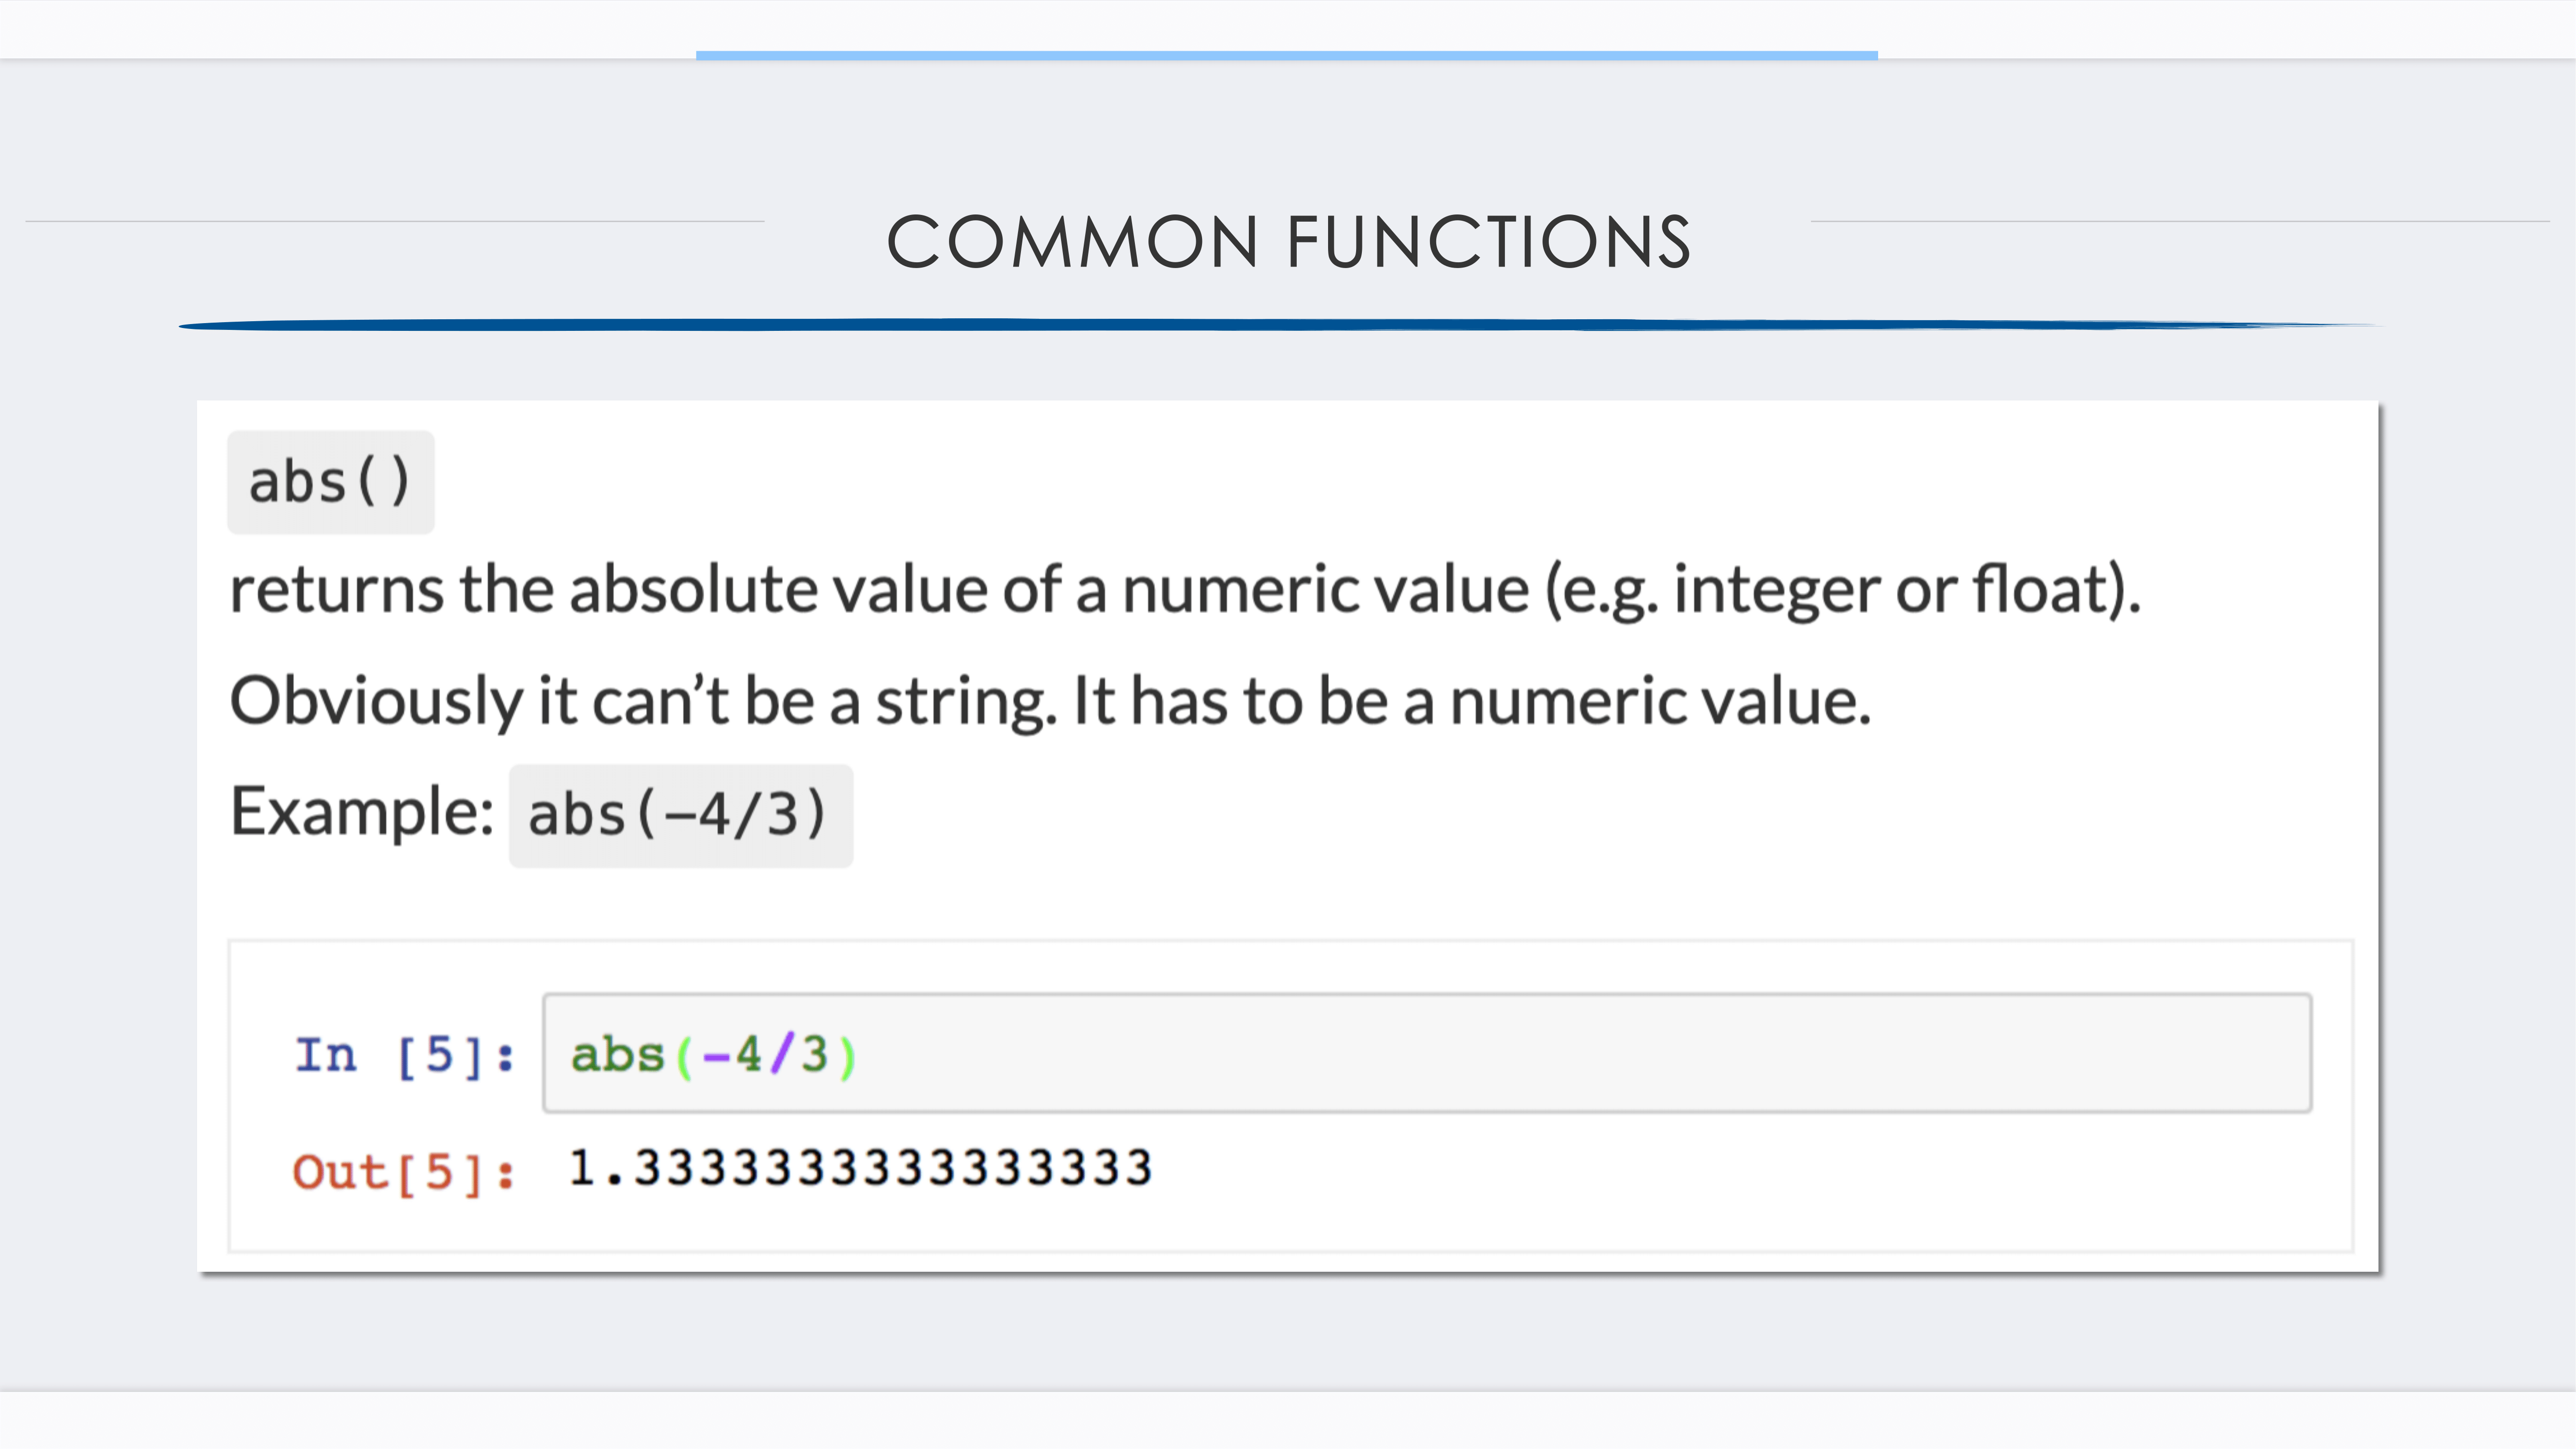 COMMON FUNCTIONS
abs()
returns the absolute value of a numeric value (e.g. integer or float).
Obviously it can’t be a string. It has to be a numeric value.
Example: abs(−4/3)
In [5]: abs(-4/3)
Out[5]: 1.3333333333333333